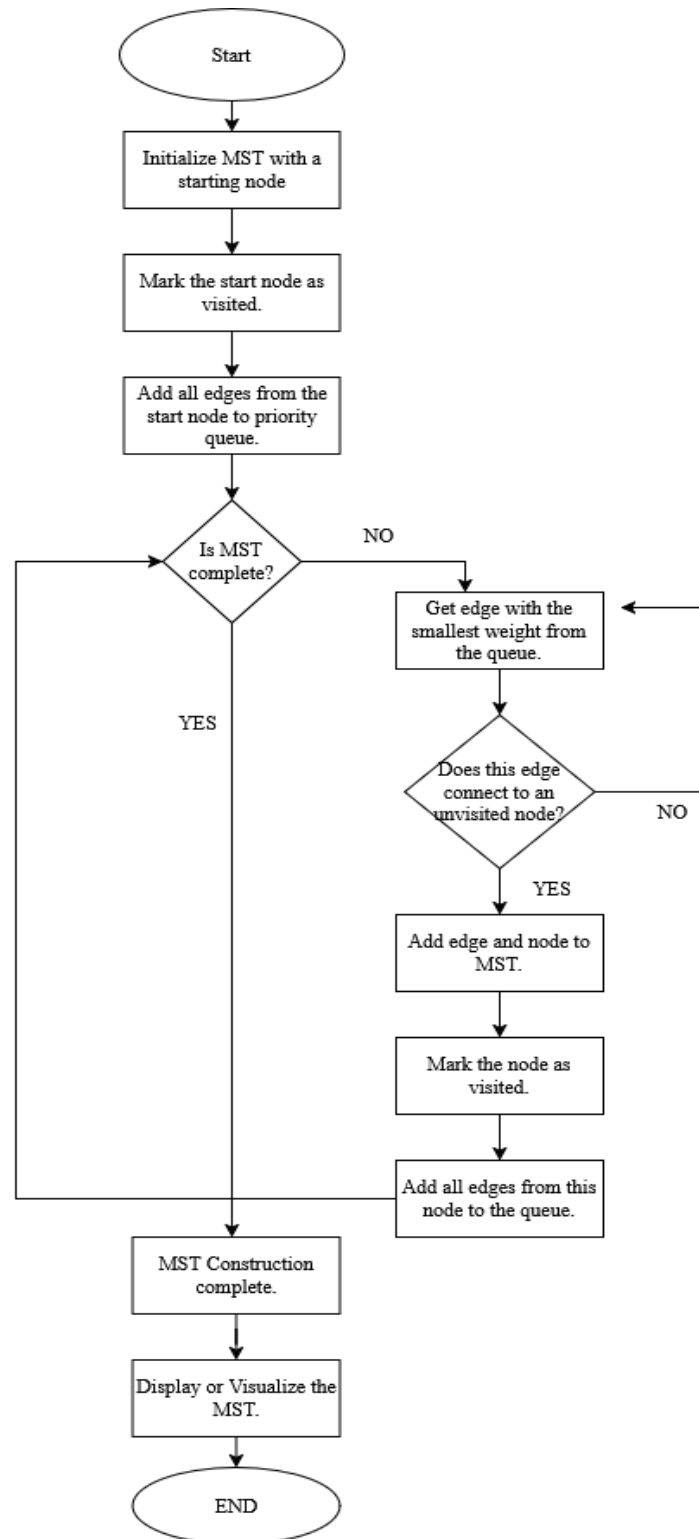 Start
Initialize MST with a
starting node
Mark the start node as
visited.
Add all edges from the
start node to priority
queue.
Is MST
complete?
NO
Get edge with the
smallest weight from
the queue.
YES
Does this edge
connect to an
unvisited node?
NO
YES
Add edge and node to
MST.
Mark the node as
visited.
Add all edges from this
node to the queue.
MST Construction
complete.
Display or Visualize the
MST.
END